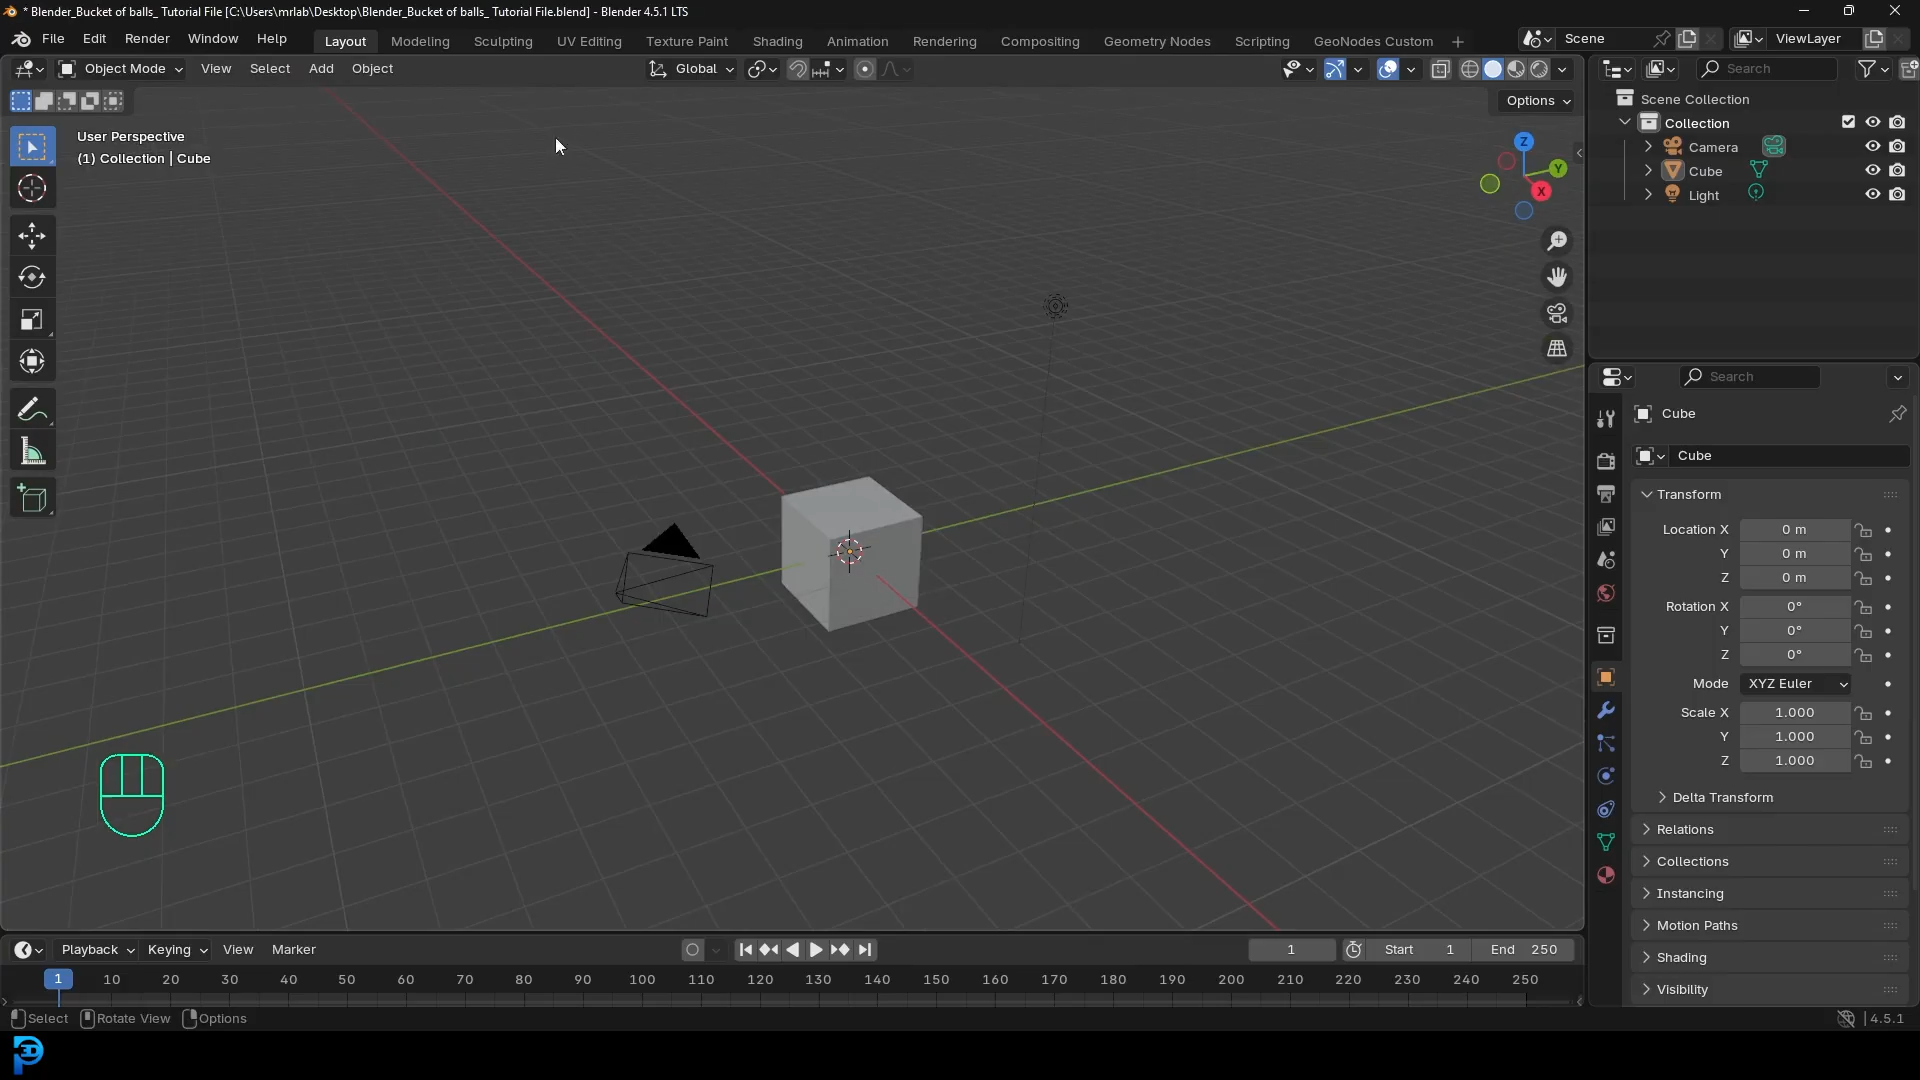 * Blender_Bucket of balls_ Tutorial File [C:\Users\mrlab\Desktop\Blender_Bucket of balls_ Tutorial File.blend] - Blender 4.5.1 LTS
File Edit Render Window Help Layout Modeling Sculpting UV Editing Texture Paint Shading Animation Rendering Compositing Geometry Nodes Scripting GeoNodes Custom + Scene ViewLayer
Object Mode View Select Add Object Global Search
Options
User Perspective
(1) Collection | Cube
Z
Y
X
Scene Collection
Collection
Camera
Cube
Light
Search
Cube
Cube
Transform
Location X 0 m
Y 0 m
Z 0 m
Rotation X 0°
Y 0°
Z 0°
Mode XYZ Euler
Scale X 1.000
Y 1.000
Z 1.000
Delta Transform
Relations
Collections
Instancing
Motion Paths
Shading
Visibility
Playback Keying View Marker 1 Start 1 End 250
1 10 20 30 40 50 60 70 80 90 100 110 120 130 140 150 160 170 180 190 200 210 220 230 240 250
Select Rotate View Options 4.5.1
3D